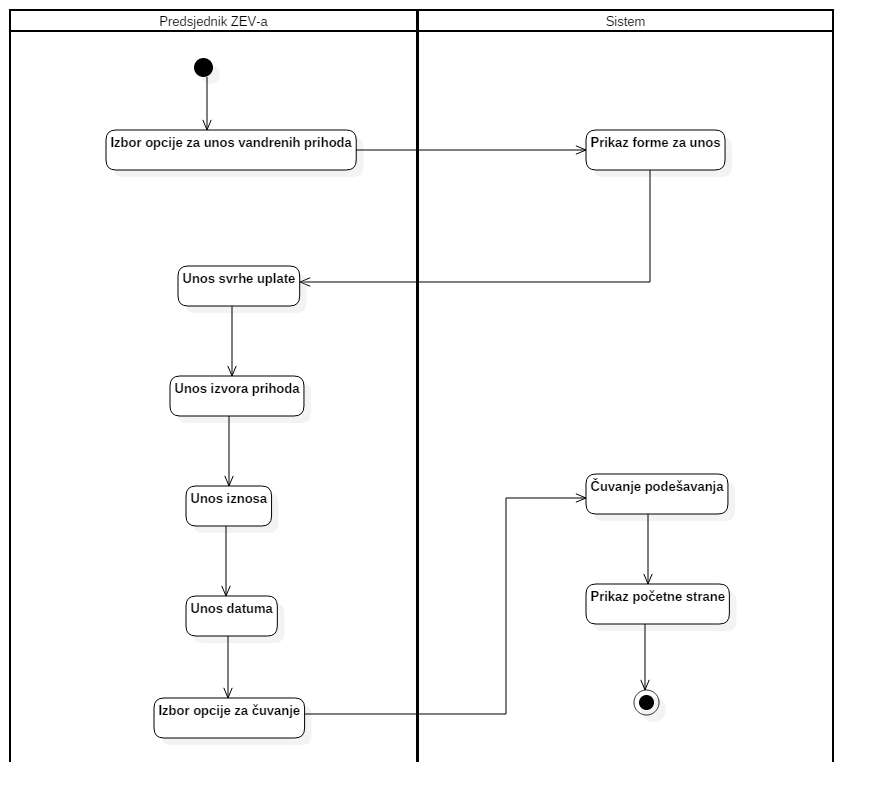 Predsjednik ZEV-a
Sistem
Izbor opcije za unos vandrenih prihoda
Prikaz forme za unos
Unos svrhe uplate
Unos izvora prihoda
Unos iznosa
Čuvanje podešavanja
Prikaz početne strane
Unos datuma
Izbor opcije za čuvanje